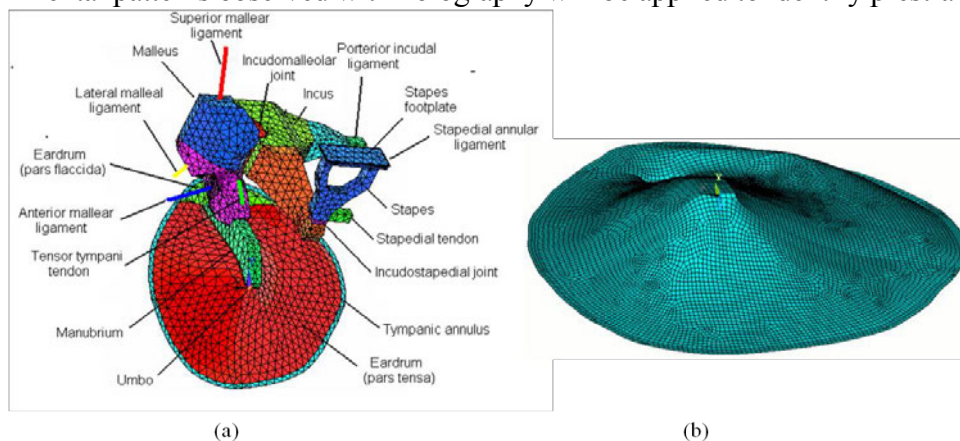 Superior mallear
ligament
Malleus
Incudomalleolar
joint
Porterior incudal
ligament
Incus
Stapes
footplate
Lateral malleal
ligament
Stapedial annular
ligament
Eardrum
(pars flaccida)
Anterior mallear
ligament
Stapes
Stapedial tendon
Tensor tympani
tendon
Incudostapedial joint
Manubrium
Tympanic annulus
Umbo
Eardrum
(pars tensa)
Y
(a)
(b)